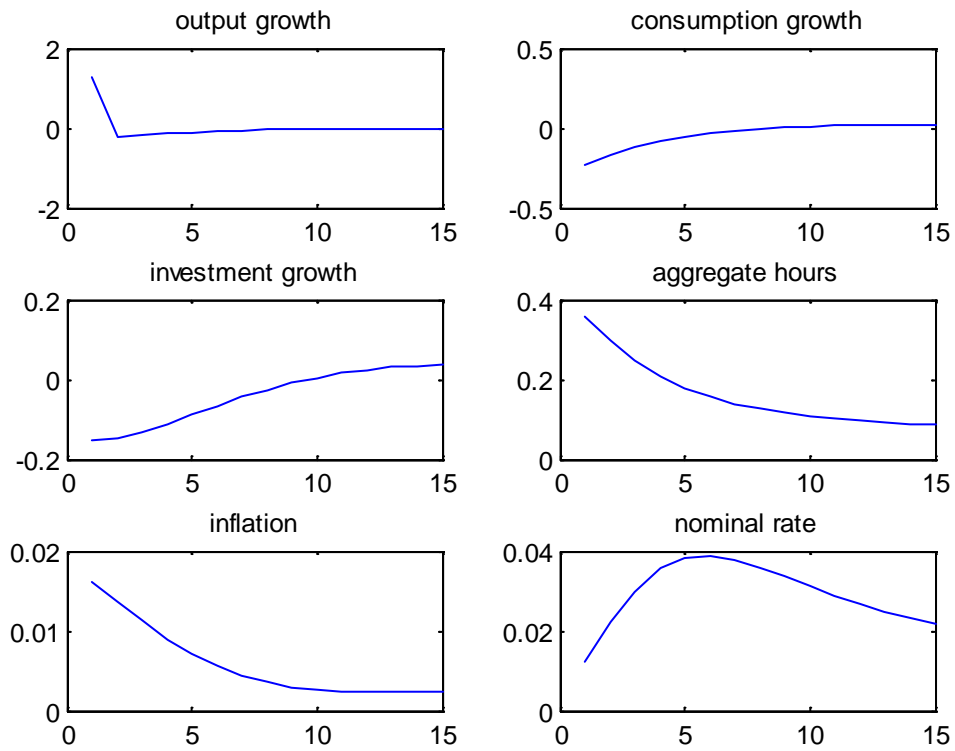 output growth
2
0
-2
0 5 10 15
consumption growth
0.5
0
-0.5
0 5 10 15
investment growth
0.2
0
-0.2
0 5 10 15
aggregate hours
0.4
0.2
0
0 5 10 15
inflation
0.02
0.01
0
0 5 10 15
nominal rate
0.04
0.02
0
0 5 10 15